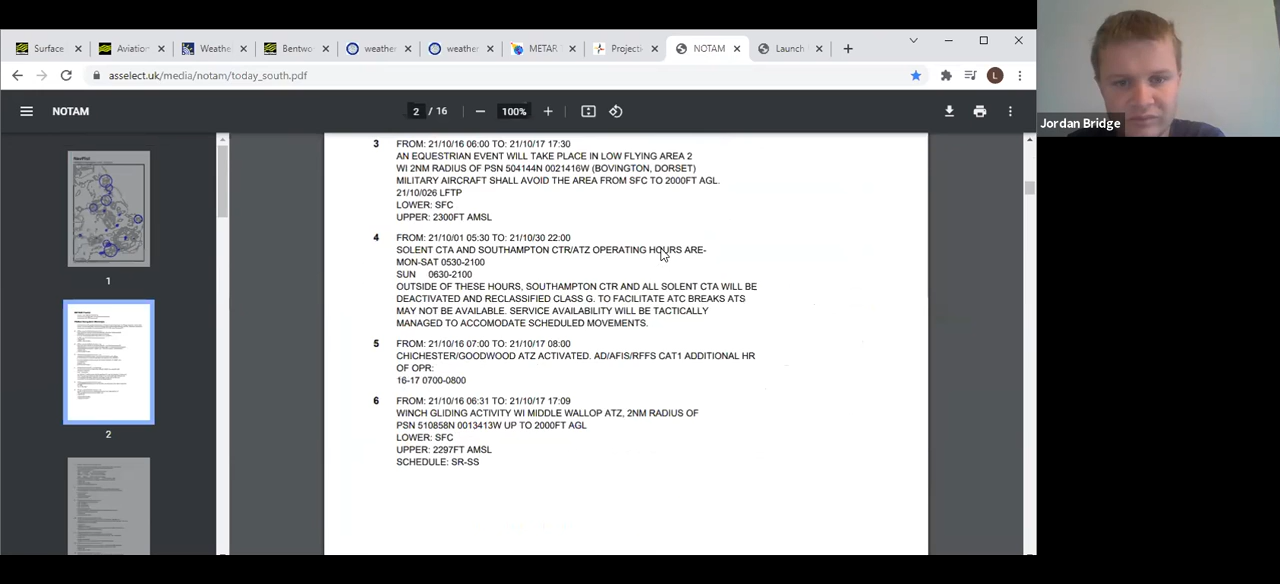 Surface
Aviation
Weathe
Bentwo
weather
weather
METAR
Projecti
NOTAM
Launch
asselect.uk/media/notam/today_south.pdf
L
NOTAM
2 / 16
100%
Jordan Bridge
1
2
3 FROM: 21/10/16 06:00 TO: 21/10/17 17:30
AN EQUESTRIAN EVENT WILL TAKE PLACE IN LOW FLYING AREA 2
WI 2NM RADIUS OF PSN 504144N 0021416W (BOVINGTON, DORSET)
MILITARY AIRCRAFT SHALL AVOID THE AREA FROM SFC TO 2000FT AGL.
21/10/026 LFTP
LOWER: SFC
UPPER: 2300FT AMSL
4 FROM: 21/10/01 05:30 TO: 21/10/30 22:00
SOLENT CTA AND SOUTHAMPTON CTR/ATZ OPERATING HOURS ARE-
MON-SAT 0530-2100
SUN 0630-2100
OUTSIDE OF THESE HOURS, SOUTHAMPTON CTR AND ALL SOLENT CTA WILL BE
DEACTIVATED AND RECLASSIFIED CLASS G. TO FACILITATE ATC BREAKS ATS
MAY NOT BE AVAILABLE. SERVICE AVAILABILITY WILL BE TACTICALLY
MANAGED TO ACCOMODATE SCHEDULED MOVEMENTS.
5 FROM: 21/10/16 07:00 TO: 21/10/17 08:00
CHICHESTER/GOODWOOD ATZ ACTIVATED. AD/AFIS/RFFS CAT1 ADDITIONAL HR
OF OPR:
16-17 0700-0800
6 FROM: 21/10/16 06:31 TO: 21/10/17 17:09
WINCH GLIDING ACTIVITY WI MIDDLE WALLOP ATZ, 2NM RADIUS OF
PSN 510858N 0013413W UP TO 2000FT AGL
LOWER: SFC
UPPER: 2297FT AMSL
SCHEDULE: SR-SS